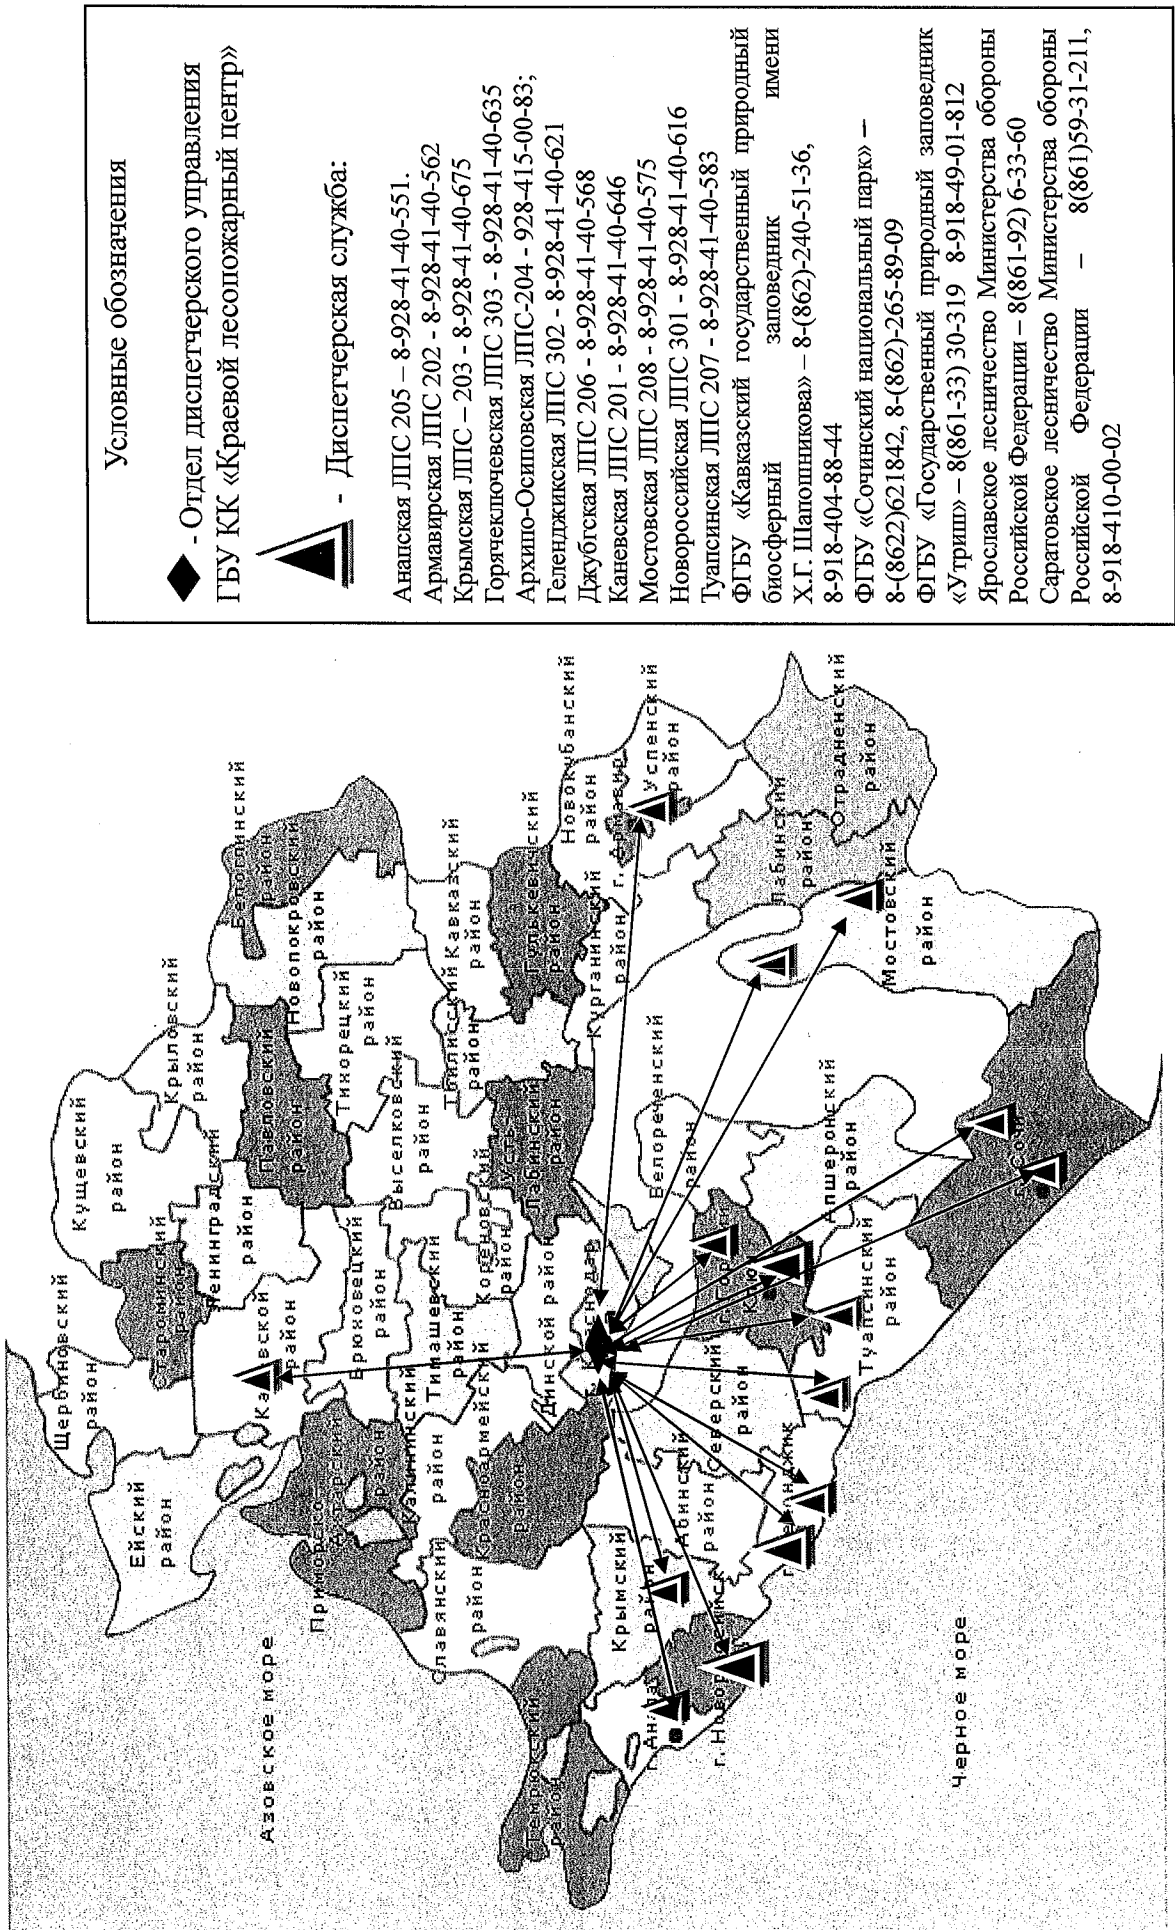 Условные обозначения
- Отдел диспетчерского управления
ГБУ КК «Краевой лесопожарный центр»
- Диспетчерская служба:
Анапская ЛПС 205 – 8-928-41-40-551.
Армавирская ЛПС 202 - 8-928-41-40-562
Крымская ЛПС – 203 - 8-928-41-40-675
Горячеключевская ЛПС 303 - 8-928-41-40-635
Архипо-Осиповская ЛПС-204 - 928-415-00-83;
Геленджикская ЛПС 302 - 8-928-41-40-621
Джубгская ЛПС 206 - 8-928-41-40-568
Каневская ЛПС 201 - 8-928-41-40-646
Мостовская ЛПС 208 - 8-928-41-40-575
Новороссийская ЛПС 301 - 8-928-41-40-616
Туапсинская ЛПС 207 - 8-928-41-40-583
ФГБУ «Кавказский государственный природный
биосферный заповедник имени
Х.Г. Шапошникова» – 8-(862)-240-51-36,
8-918-404-88-44
ФГБУ «Сочинский национальный парк» –
8-(8622)621842, 8-(862)-265-89-09
ФГБУ «Государственный природный заповедник
«Утриш» – 8(861-33) 30-319 8-918-49-01-812
Ярославское лесничество Министерства обороны
Российской Федерации – 8(861-92) 6-33-60
Саратовское лесничество Министерства обороны
Российской Федерации – 8(861)59-31-211,
8-918-410-00-02
Азовское море
Черное море
Щербиновский
район
Ейский
район
Кущевский
район
Староминский
район
Крыловский
район
Ленинградский
район
Павловский
район
Белоглинский
район
Новопокровский
район
район
Приморско-
Ахтарский
район
Брюховецкий
район
Тихорецкий
район
Выселковский
район
Калининский
район
Тимашевский
район
Кореновский
район
Тбилисский
район
Кавказский
район
Славянский
район
Красноармейский
район
Динской район
Усть-
Лабинский
район
Гулькевичский
район
Новокубанский
район
Темрюкский
район
Крымский
район
Курганинский
район
г. Армавир
Успенский
район
Абинский
район
Северский
район
Белореченский
район
Лабинский
район
Отрадненский
район
Апшеронский
район
Мостовский
район
Туапсинский
район